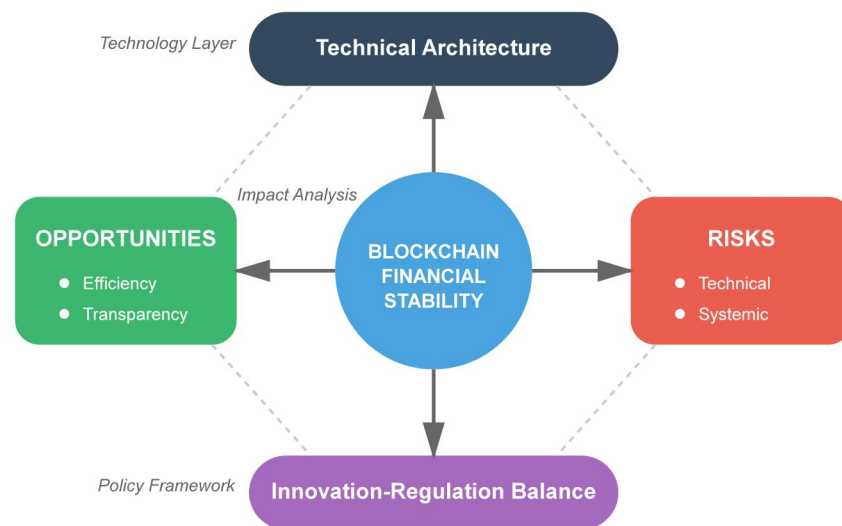 Technology Layer
Technical Architecture
Impact Analysis
OPPORTUNITIES
Efficiency
Transparency
BLOCKCHAIN
FINANCIAL
STABILITY
RISKS
Technical
Systemic
Policy Framework
Innovation-Regulation Balance